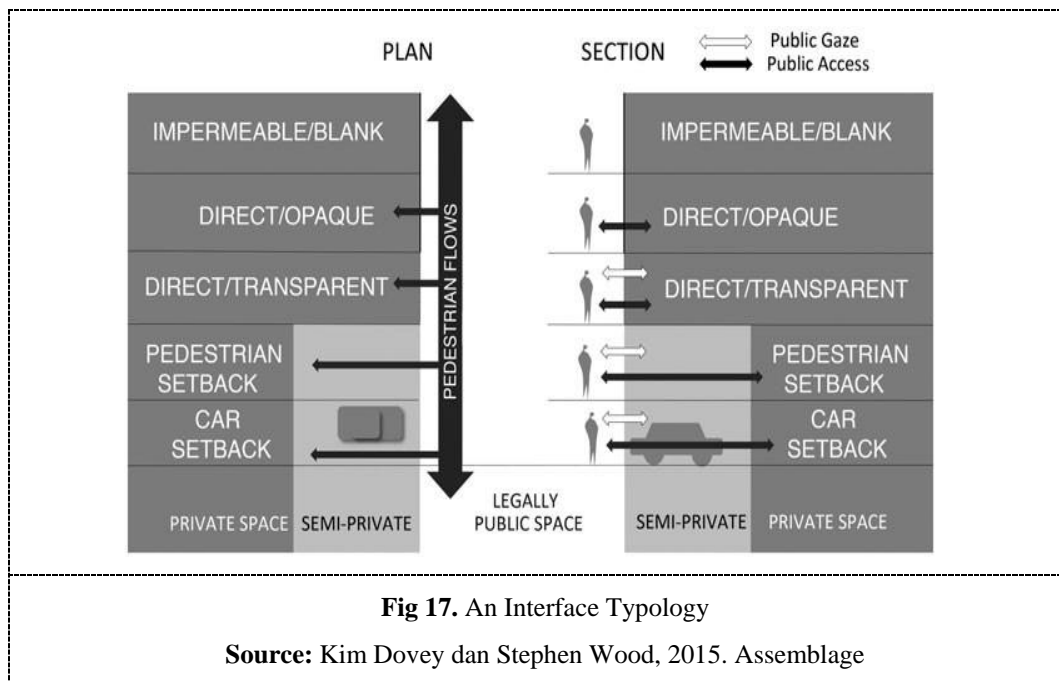 PLAN
SECTION
Public Gaze
Public Access
IMPERMEABLE/BLANK
DIRECT/OPAQUE
DIRECT/TRANSPARENT
PEDESTRIAN
SETBACK
CAR
SETBACK
PRIVATE SPACE
SEMI-PRIVATE
PEDESTRIAN FLOWS
LEGALLY
PUBLIC SPACE
IMPERMEABLE/BLANK
DIRECT/OPAQUE
DIRECT/TRANSPARENT
PEDESTRIAN
SETBACK
CAR
SETBACK
SEMI-PRIVATE
PRIVATE SPACE
Fig 17. An Interface Typology
Source: Kim Dovey dan Stephen Wood, 2015. Assemblage